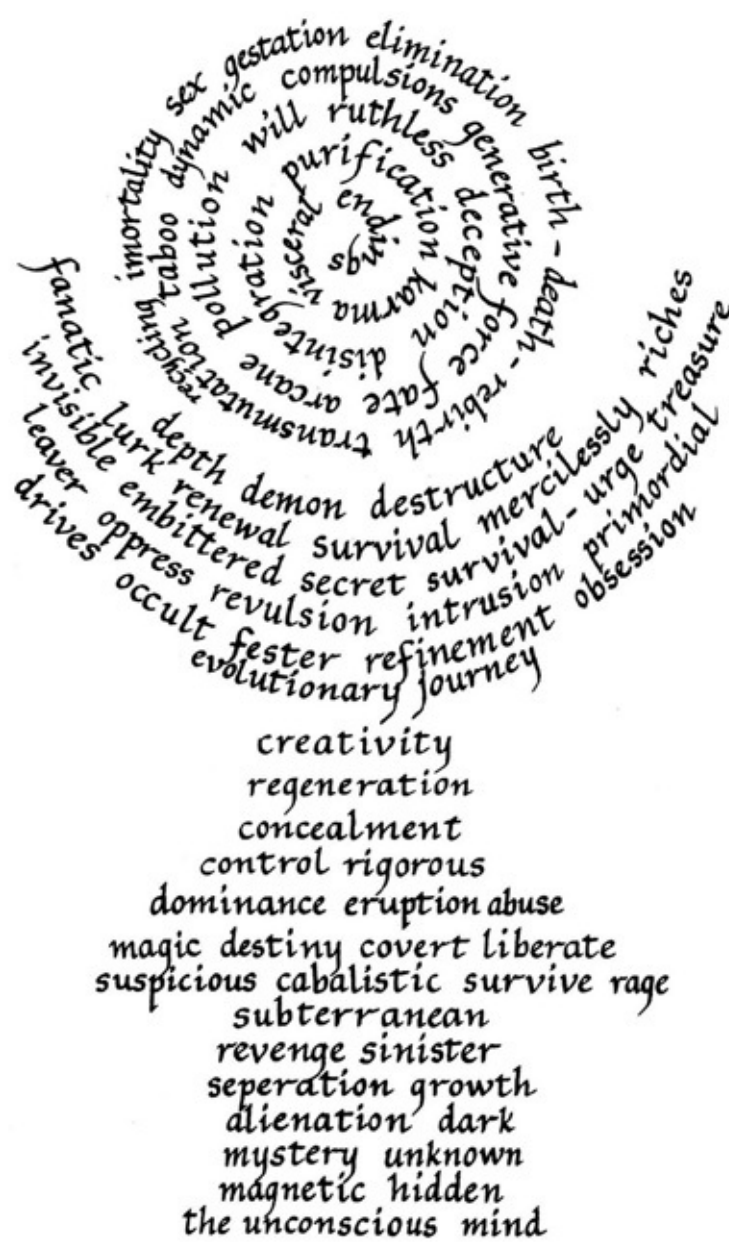 recycling imortality sex gestation elimination birth-death-rebirth transmutation taboo dynamic compulsions generative force fate arcane pollution will ruthless deception disintegration purification karma visceral endings
depth demon destructure
fanatic lurk renewal survival mercilessly riches
invisible embittered secret survival-urge treasure
leaver oppress revulsion intrusion primordial
drives occult fester refinement obsession
evolutionary journey
creativity
regeneration
concealment
control rigorous
dominance eruption abuse
magic destiny covert liberate
suspicious cabalistic survive rage
subterranean
revenge sinister
seperation growth
alienation dark
mystery unknown
magnetic hidden
the unconscious mind